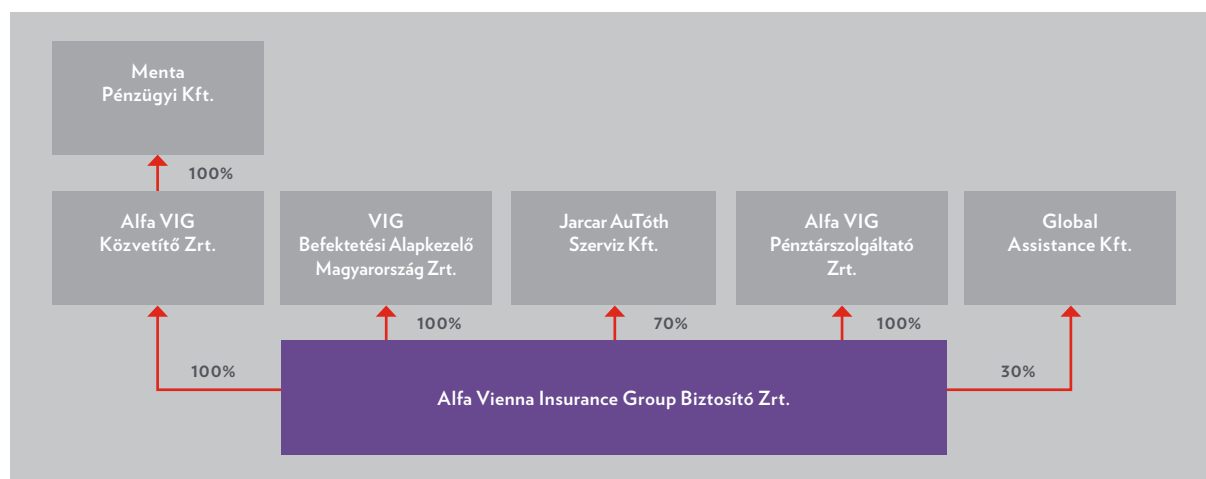 Menta
Pénzügyi Kft.
100%
Alfa VIG
Közvetítő Zrt.
VIG
Befektetési Alapkezelő
Magyarország Zrt.
Jarcar AuTóth
Szerviz Kft.
Alfa VIG
Pénztárszolgáltató
Zrt.
Global
Assistance Kft.
100%
70%
100%
100%
30%
Alfa Vienna Insurance Group Biztosító Zrt.